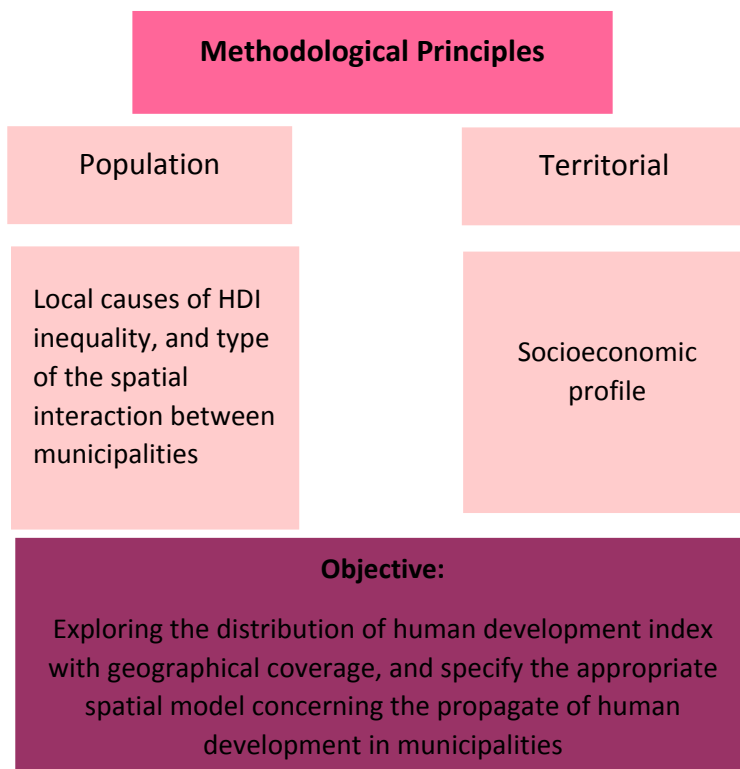 Methodological Principles
Population
Territorial
Local causes of HDI
inequality, and type
of the spatial
interaction between
municipalities
Socioeconomic
profile
Objective:
Exploring the distribution of human development index
with geographical coverage, and specify the appropriate
spatial model concerning the propagate of human
development in municipalities